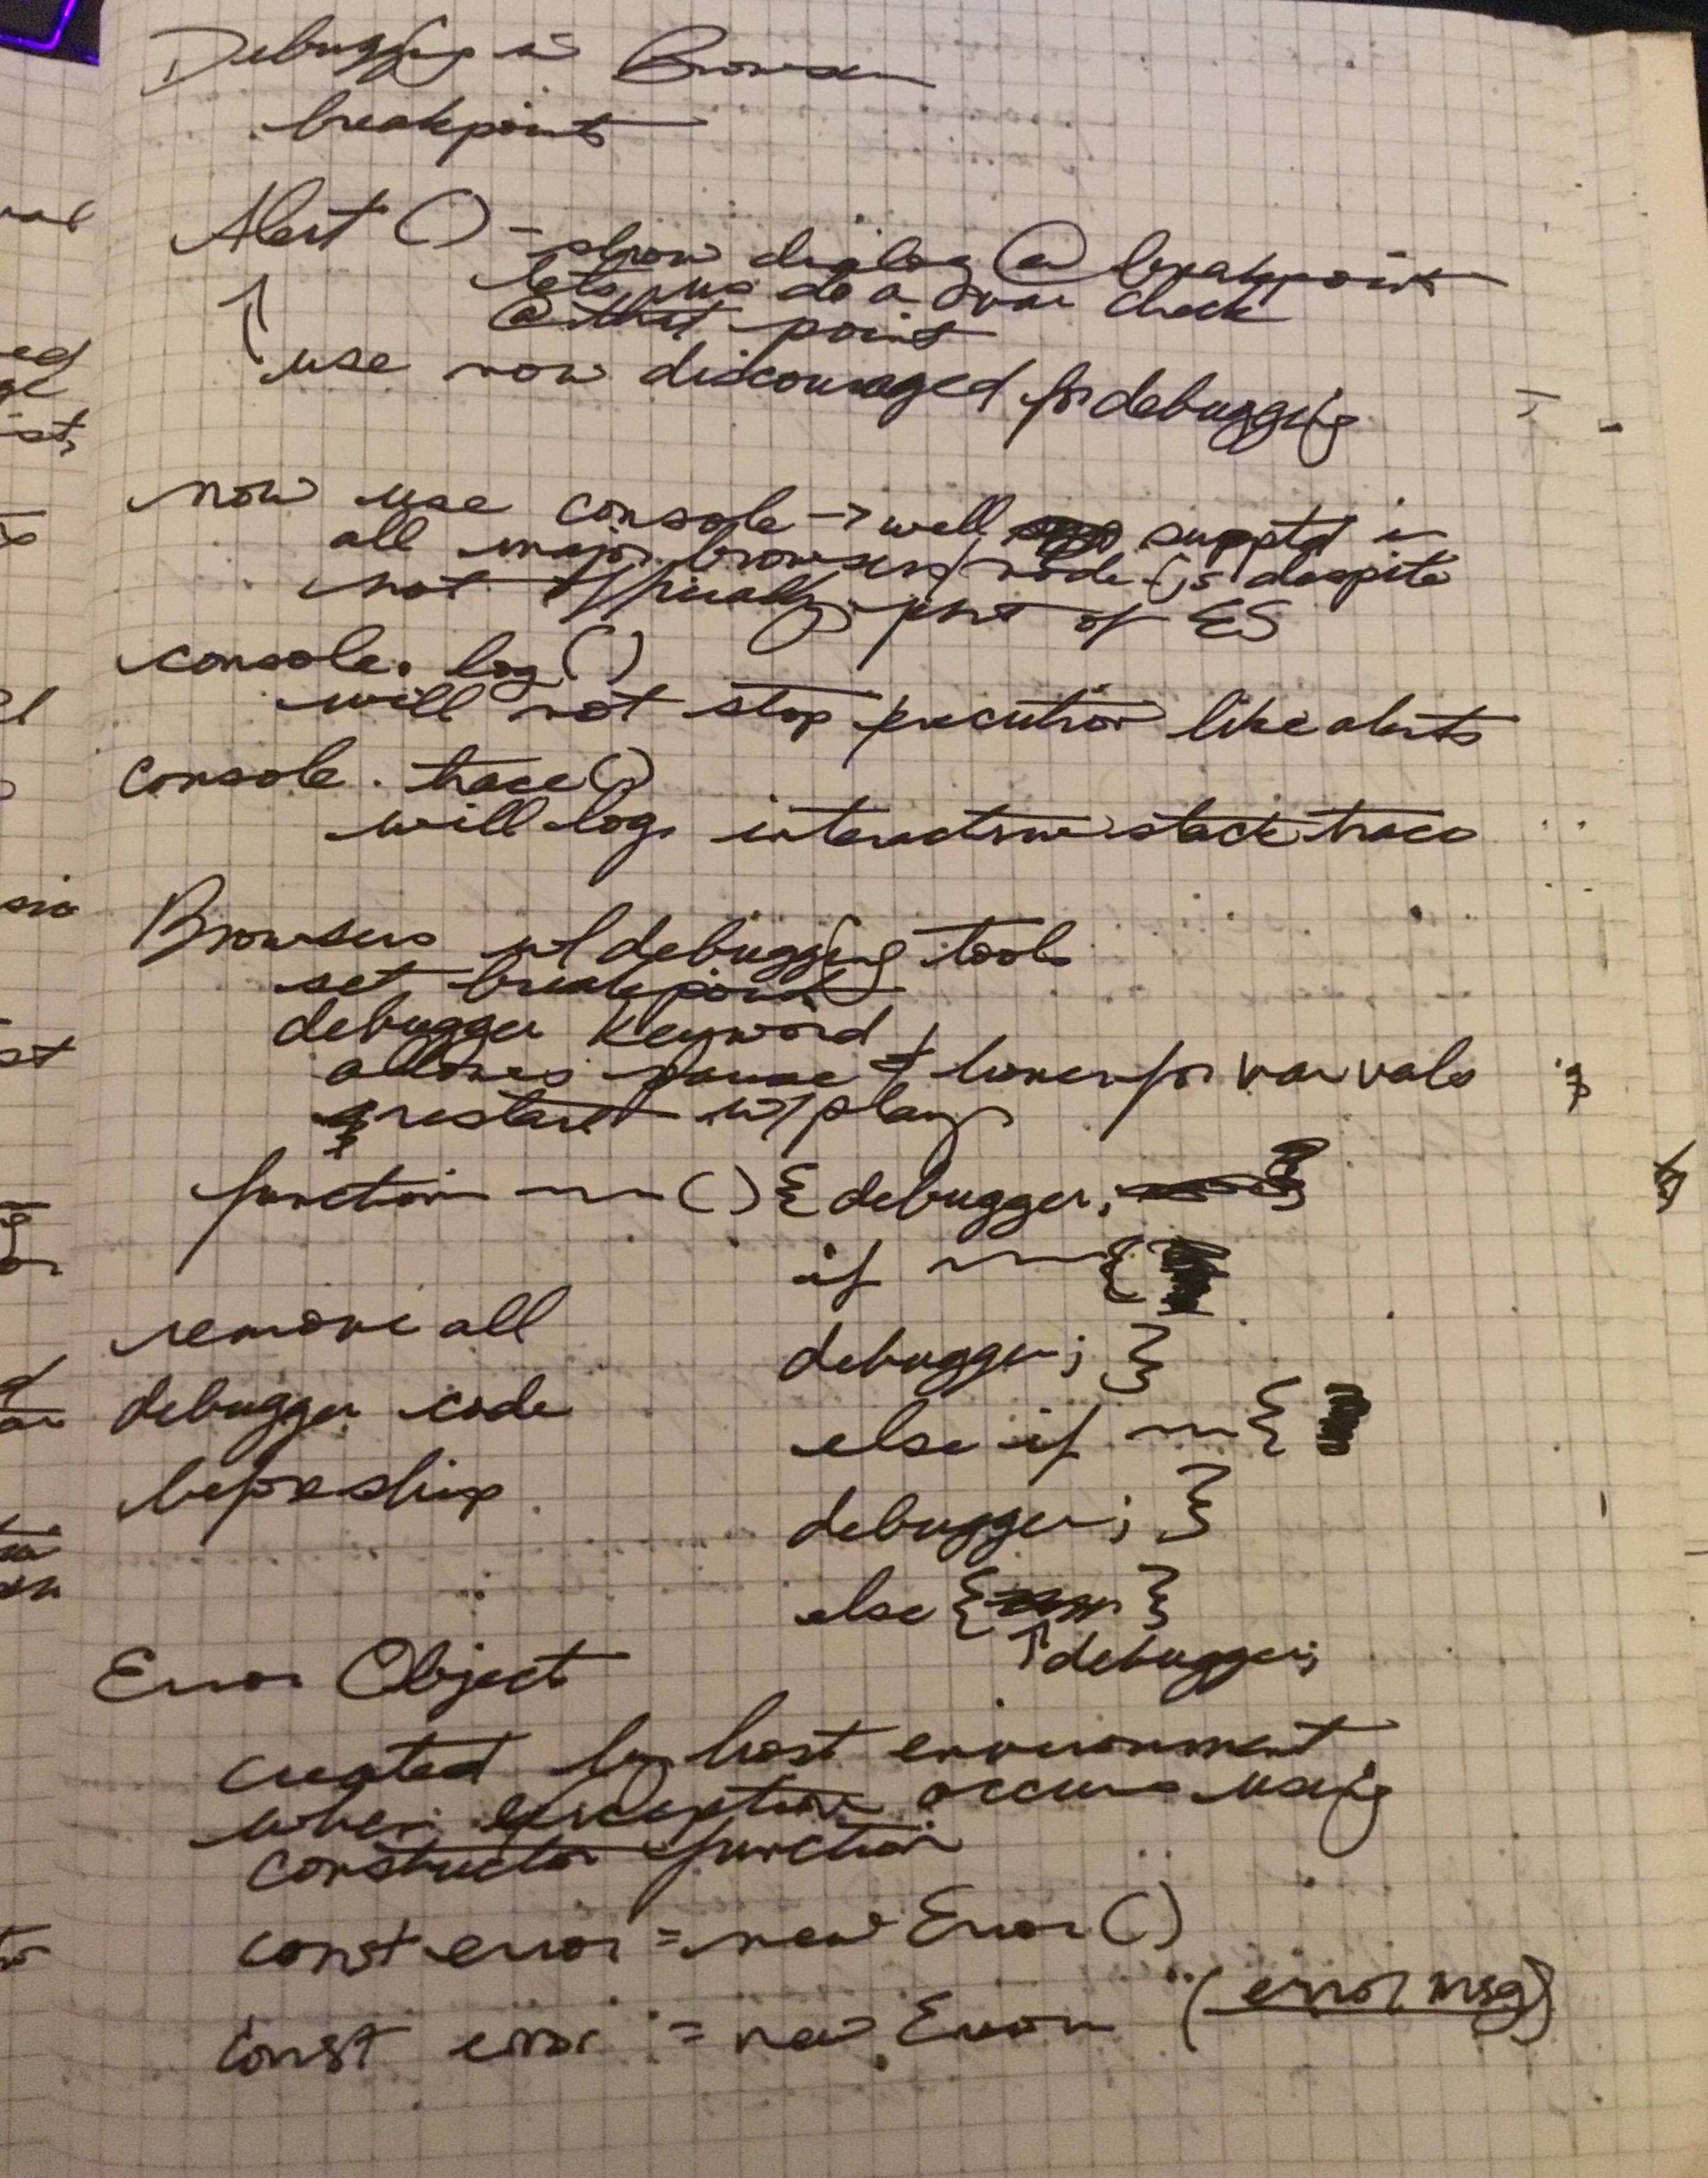 Debugging in Browser
breakpoints
Alert () - show dialog @ breakpoint
lets us do a var check
@ that point
↑ use now discouraged for debugging
now use console -> well supptd in
all major browsers/node.js despite
not officially part of ES
console. log()
will not stop execution like alerts
console. trace()
will log interactive stack trace
Browsers w/ debugging tools
set breakpoint
debugger keyword
allows pause & hover for var vals
& restart w/ play
function ~~ () { debugger;
if ~~ {
debugger; }
else if ~~ {
debugger; }
else { }
↑ debugger;
remove all
debugger code
before ship
Error Object
created by host environment
when exception occurs using
constructor function
const error = new Error ()
const error = new Error (error msg)